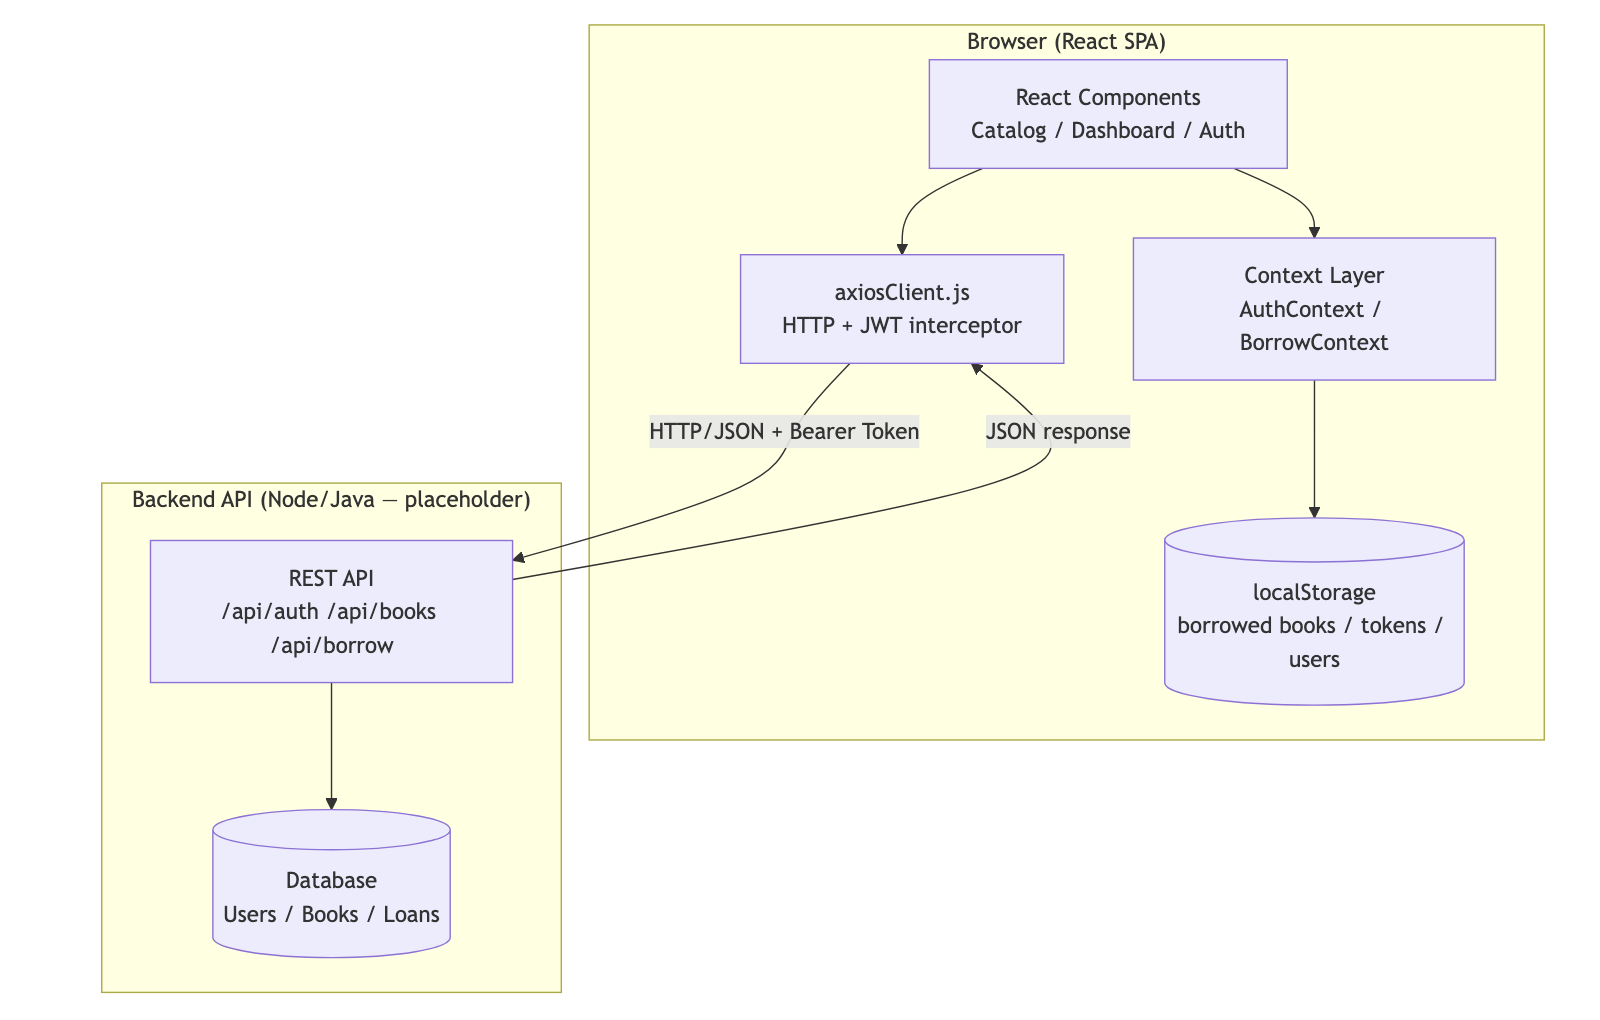 Browser (React SPA)
React Components
Catalog / Dashboard / Auth
axiosClient.js
HTTP + JWT interceptor
Context Layer
AuthContext /
BorrowContext
HTTP/JSON + Bearer Token
JSON response
localStorage
borrowed books / tokens /
users
Backend API (Node/Java — placeholder)
REST API
/api/auth /api/books
/api/borrow
Database
Users / Books / Loans